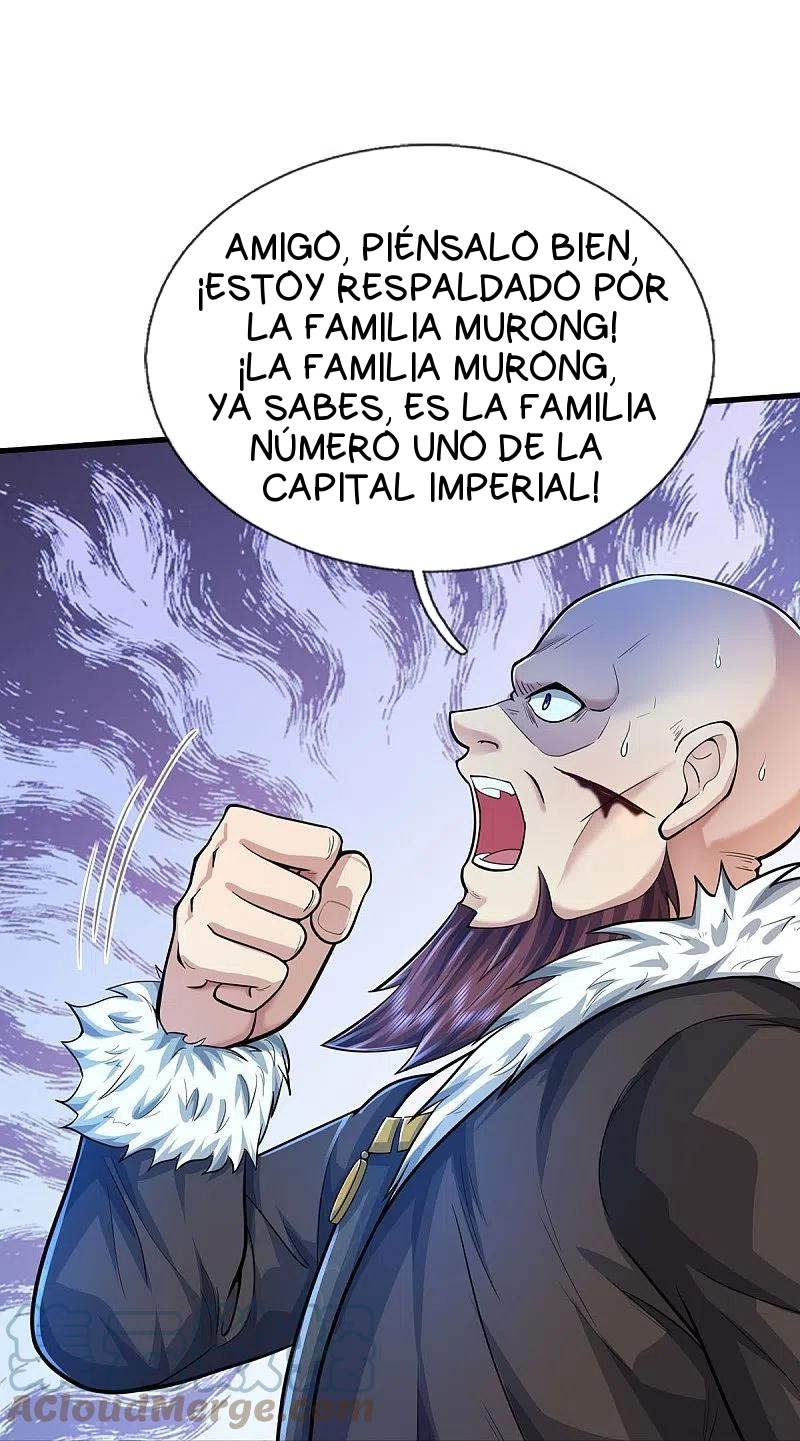 AMIGO, PIÉNSALO BIEN,
¡ESTOY RESPALDADO POR
LA FAMILIA MURONG!
¡LA FAMILIA MURONG,
YA SABES, ES LA FAMILIA
NÚMERO UNO DE LA
CAPITAL IMPERIAL!
ACloudMerge.com